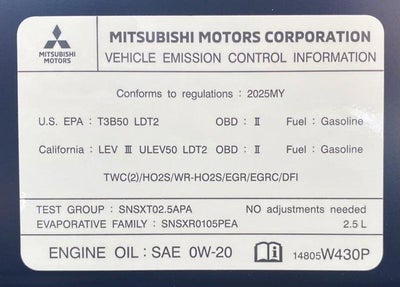 MITSUBISHI MOTORS
MITSUBISHI MOTORS CORPORATION
VEHICLE EMISSION CONTROL INFORMATION
Conforms to regulations : 2025MY
U.S. EPA : T3B50 LDT2 OBD : II Fuel : Gasoline
California : LEV III ULEV50 LDT2 OBD : II Fuel : Gasoline
TWC(2)/HO2S/WR-HO2S/EGR/EGRC/DFI
TEST GROUP : SNSXT02.5APA NO adjustments needed
EVAPORATIVE FAMILY : SNSXR0105PEA 2.5 L
ENGINE OIL : SAE 0W-20 14805W430P